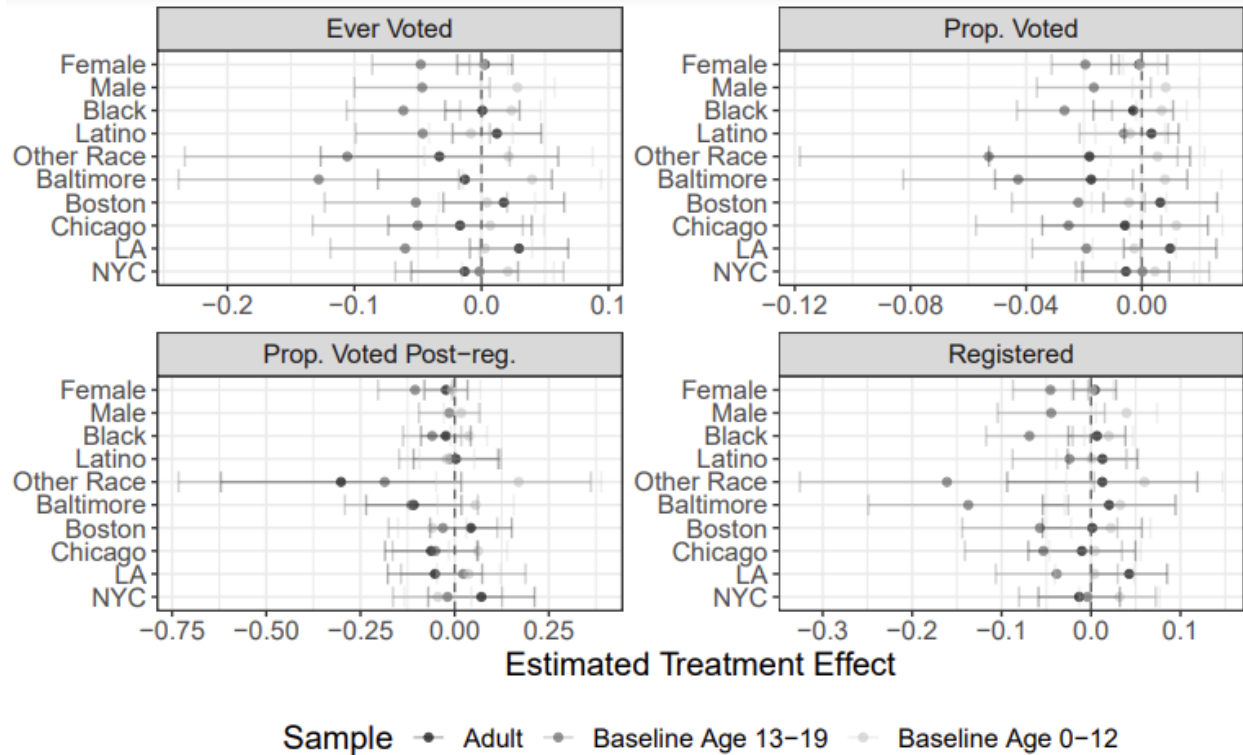 Ever Voted
Prop. Voted
Female
Male
Black
Latino
Other Race
Baltimore
Boston
Chicago
LA
NYC
−0.2 −0.1 0.0 0.1
Female
Male
Black
Latino
Other Race
Baltimore
Boston
Chicago
LA
NYC
−0.12 −0.08 −0.04 0.00
Prop. Voted Post−reg.
Registered
Female
Male
Black
Latino
Other Race
Baltimore
Boston
Chicago
LA
NYC
−0.75 −0.50 −0.25 0.00 0.25
Female
Male
Black
Latino
Other Race
Baltimore
Boston
Chicago
LA
NYC
−0.3 −0.2 −0.1 0.0 0.1
Estimated Treatment Effect
Sample Adult Baseline Age 13−19 Baseline Age 0−12